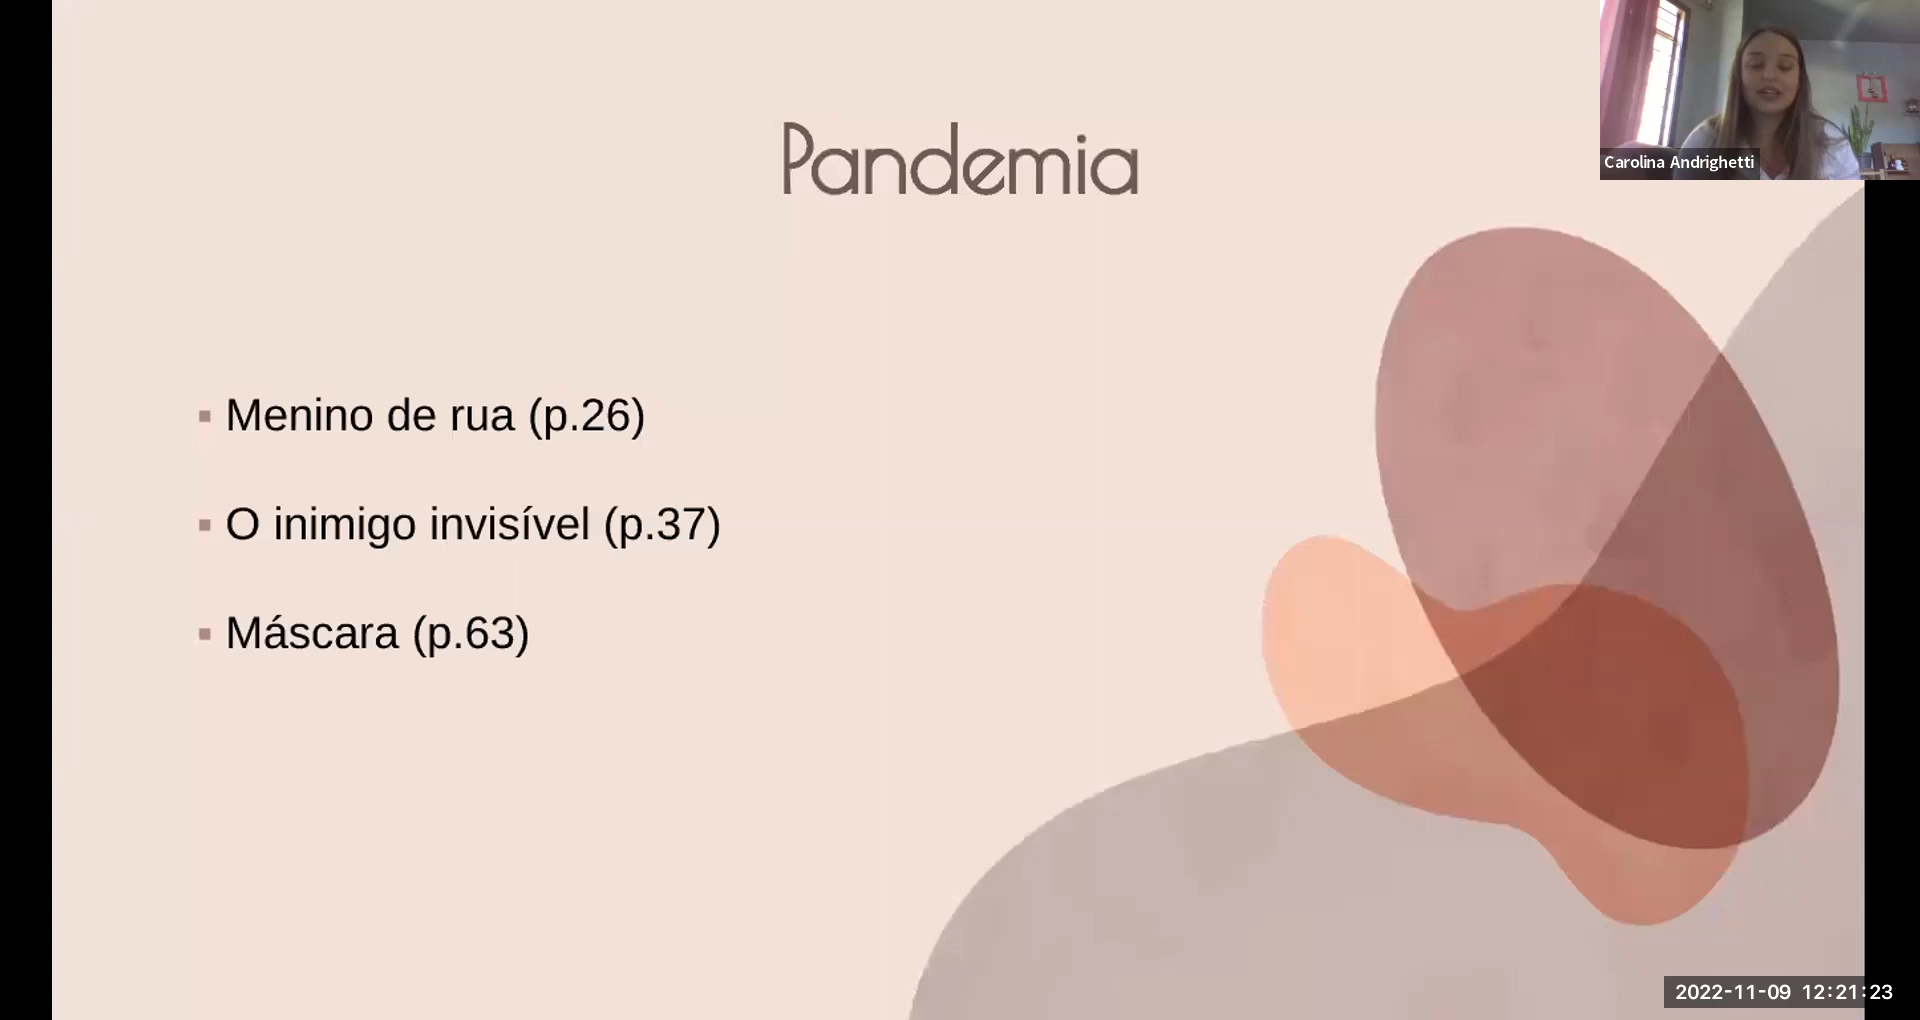 Pandemia
Carolina Andrighetti
▪ Menino de rua (p.26)
▪ O inimigo invisível (p.37)
▪ Máscara (p.63)
2022-11-09 12:21:23